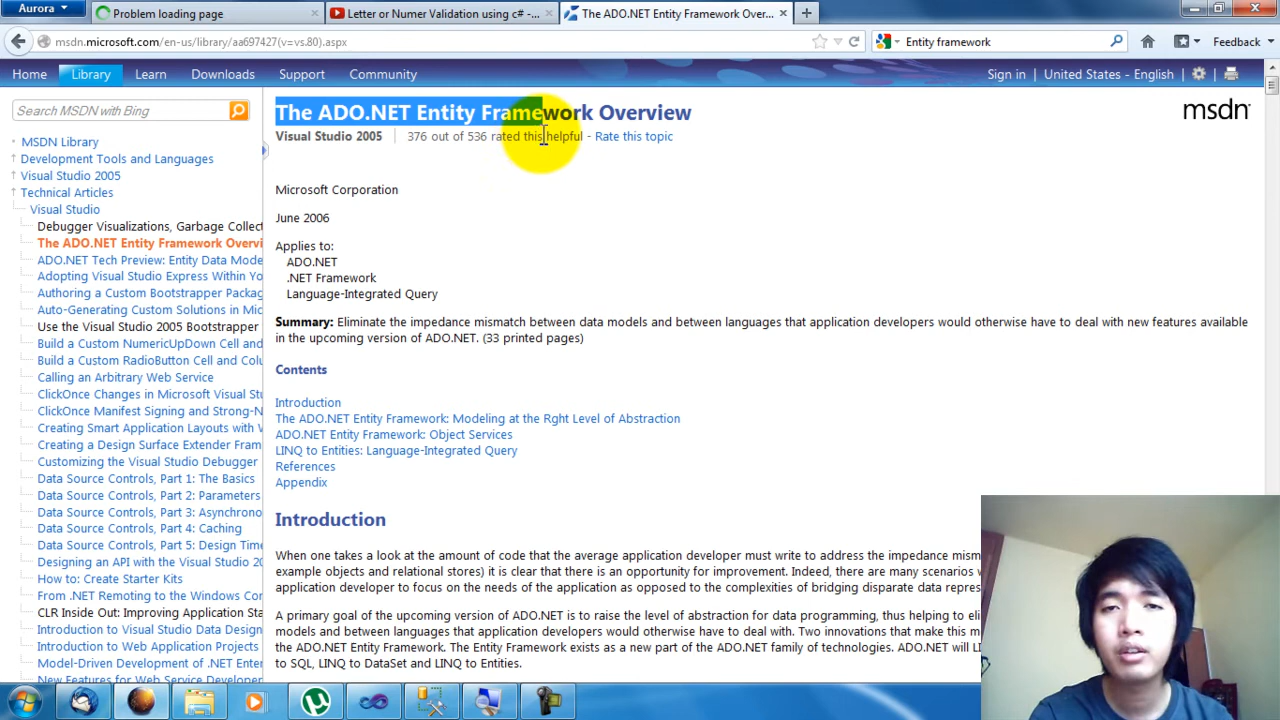 Aurora
Problem loading page
Letter or Numer Validation using c# -...
The ADO.NET Entity Framework Over...
msdn.microsoft.com/en-us/library/aa697427(v=vs.80).aspx
Entity framework
Feedback
Home
Library
Learn
Downloads
Support
Community
Sign in
United States - English
Search MSDN with Bing
The ADO.NET Entity Framework Overview
msdn
Visual Studio 2005
376 out of 536 rated this helpful - Rate this topic
MSDN Library
Development Tools and Languages
Visual Studio 2005
Technical Articles
Visual Studio
Debugger Visualizations, Garbage Collect
The ADO.NET Entity Framework Overvi
ADO.NET Tech Preview: Entity Data Mode
Adopting Visual Studio Express Within Yo
Authoring a Custom Bootstrapper Packag
Auto-Generating Custom Solutions in Mic
Use the Visual Studio 2005 Bootstrapper
Build a Custom NumericUpDown Cell and
Build a Custom RadioButton Cell and Colu
Calling an Arbitrary Web Service
ClickOnce Changes in Microsoft Visual Stu
ClickOnce Manifest Signing and Strong-N
Creating Smart Application Layouts with W
Creating a Design Surface Extender Fram
Customizing the Visual Studio Debugger
Data Source Controls, Part 1: The Basics
Data Source Controls, Part 2: Parameters
Data Source Controls, Part 3: Asynchrono
Data Source Controls, Part 4: Caching
Data Source Controls, Part 5: Design Time
Designing an API with the Visual Studio 20
How to: Create Starter Kits
From .NET Remoting to the Windows Con
CLR Inside Out: Improving Application Sta
Introduction to Visual Studio Data Design
Introduction to Web Application Projects
Model-Driven Development of .NET Enter
New Features for Web Service Develope
Microsoft Corporation
June 2006
Applies to:
ADO.NET
.NET Framework
Language-Integrated Query
Summary: Eliminate the impedance mismatch between data models and between languages that application developers would otherwise have to deal with new features available
in the upcoming version of ADO.NET. (33 printed pages)
Contents
Introduction
The ADO.NET Entity Framework: Modeling at the Rght Level of Abstraction
ADO.NET Entity Framework: Object Services
LINQ to Entities: Language-Integrated Query
References
Appendix
Introduction
When one takes a look at the amount of code that the average application developer must write to address the impedance mism
example objects and relational stores) it is clear that there is an opportunity for improvement. Indeed, there are many scenarios w
application developer to focus on the needs of the application as opposed to the complexities of bridging disparate data repres
A primary goal of the upcoming version of ADO.NET is to raise the level of abstraction for data programming, thus helping to eli
models and between languages that application developers would otherwise have to deal with. Two innovations that make this m
the ADO.NET Entity Framework. The Entity Framework exists as a new part of the ADO.NET family of technologies. ADO.NET will LI
to SQL, LINQ to DataSet and LINQ to Entities.